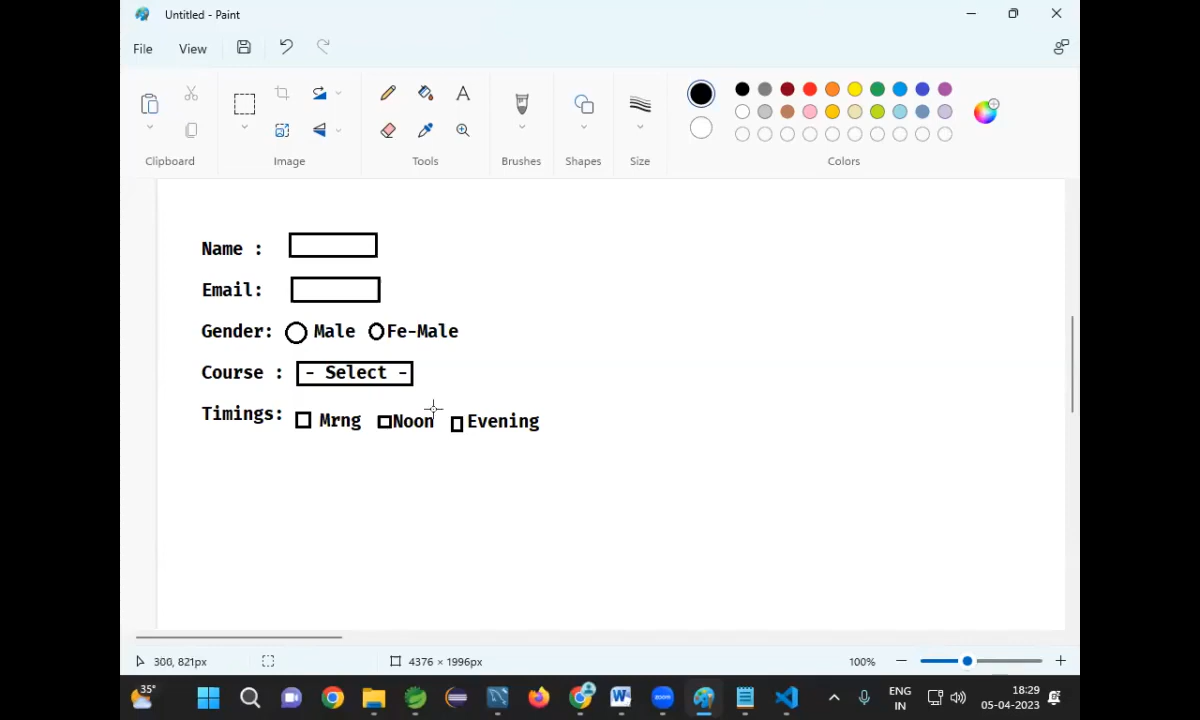 Untitled - Paint
File View
Clipboard Image Tools Brushes Shapes Size Colors
Name :
Email:
Gender: Male Fe-Male
Course : - Select -
Timings: Mrng Noon Evening
300, 821px 4376 × 1996px 100%
35° zoom ENG 18:29
IN 05-04-2023